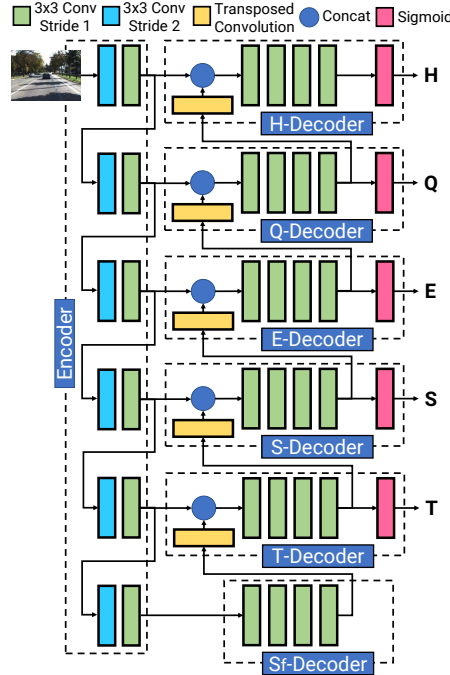 3x3 Conv
Stride 1
3x3 Conv
Stride 2
Transposed
Convolution
Concat
Sigmoid
H
H-Decoder
Q
Q-Decoder
E
E-Decoder
Encoder
S
S-Decoder
T
T-Decoder
Sf-Decoder